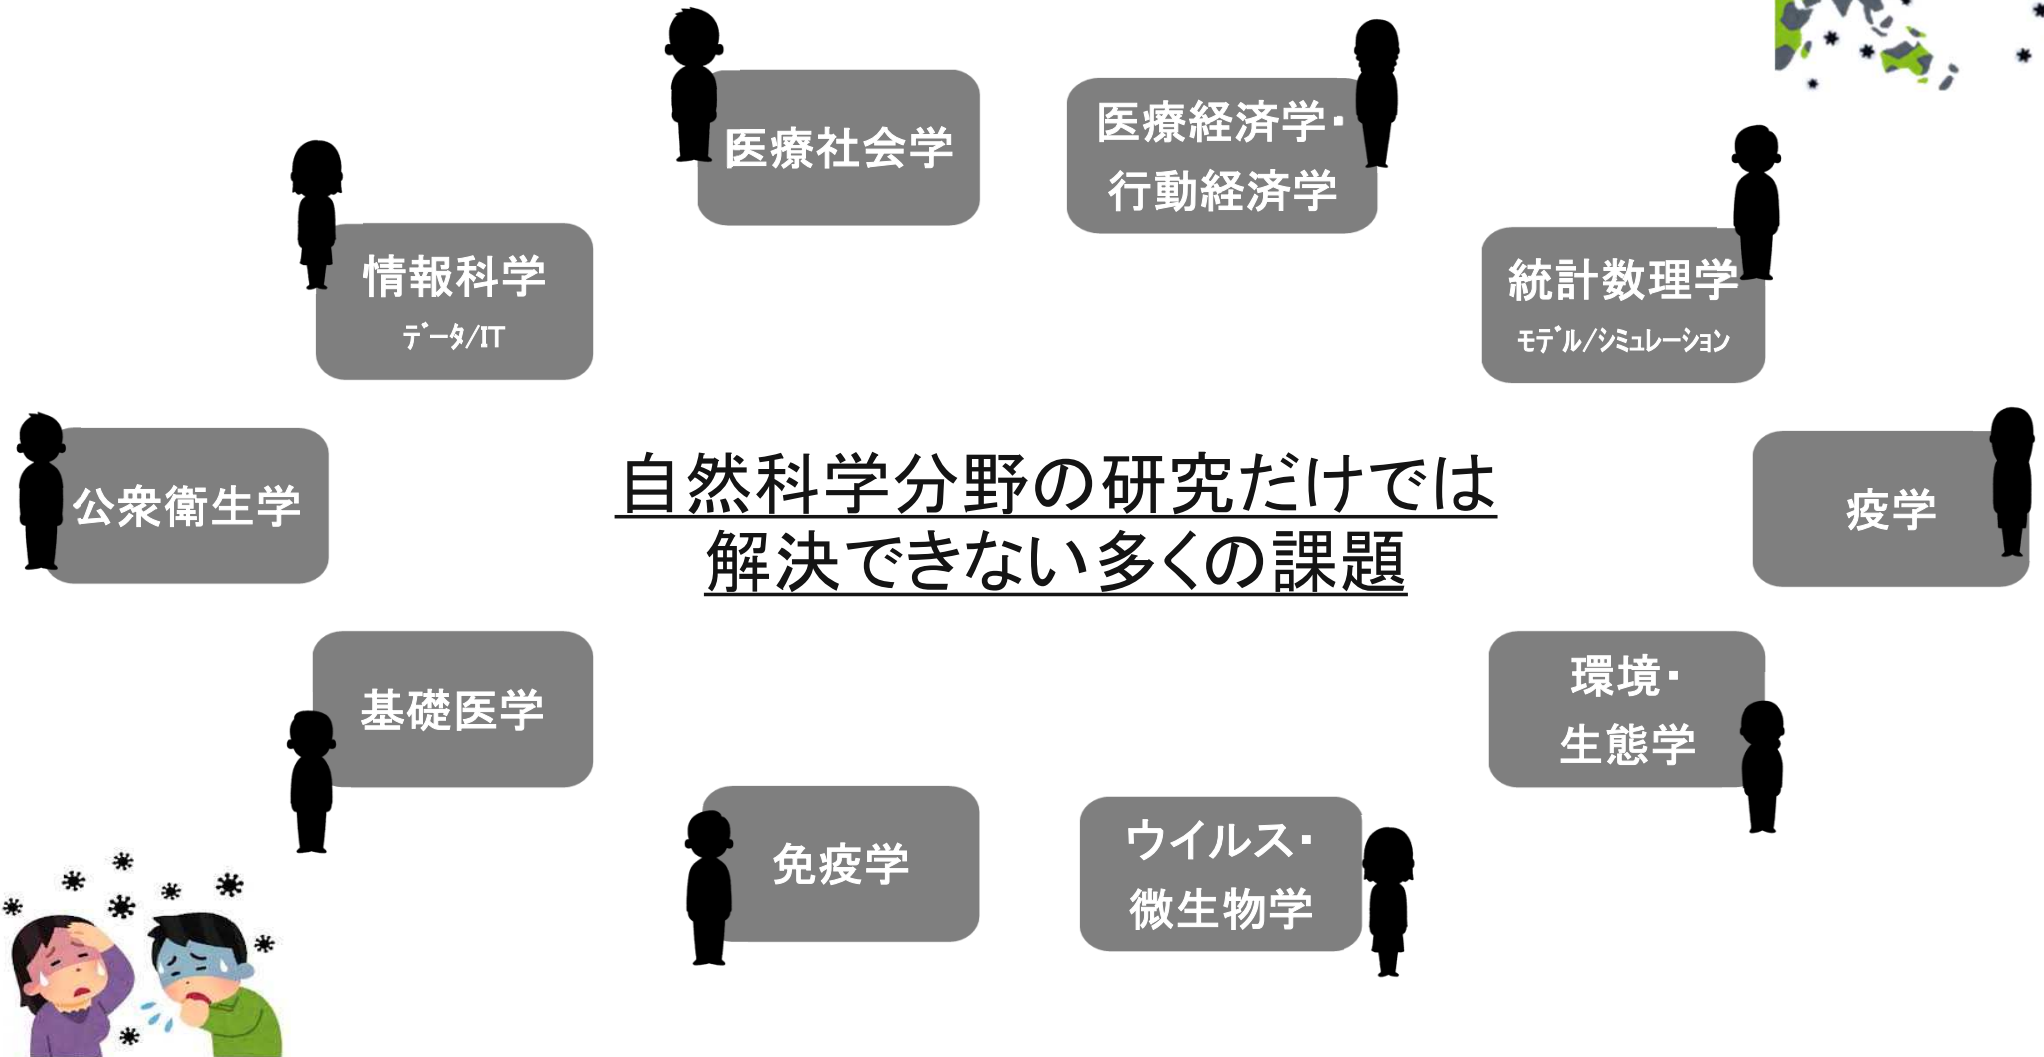 医療社会学
医療経済学・
行動経済学
情報科学
データ/IT
統計数理学
モデル/シミュレーション
公衆衛生学
自然科学分野の研究だけでは
解決できない多くの課題
疫学
基礎医学
環境・
生態学
免疫学
ウイルス・
微生物学